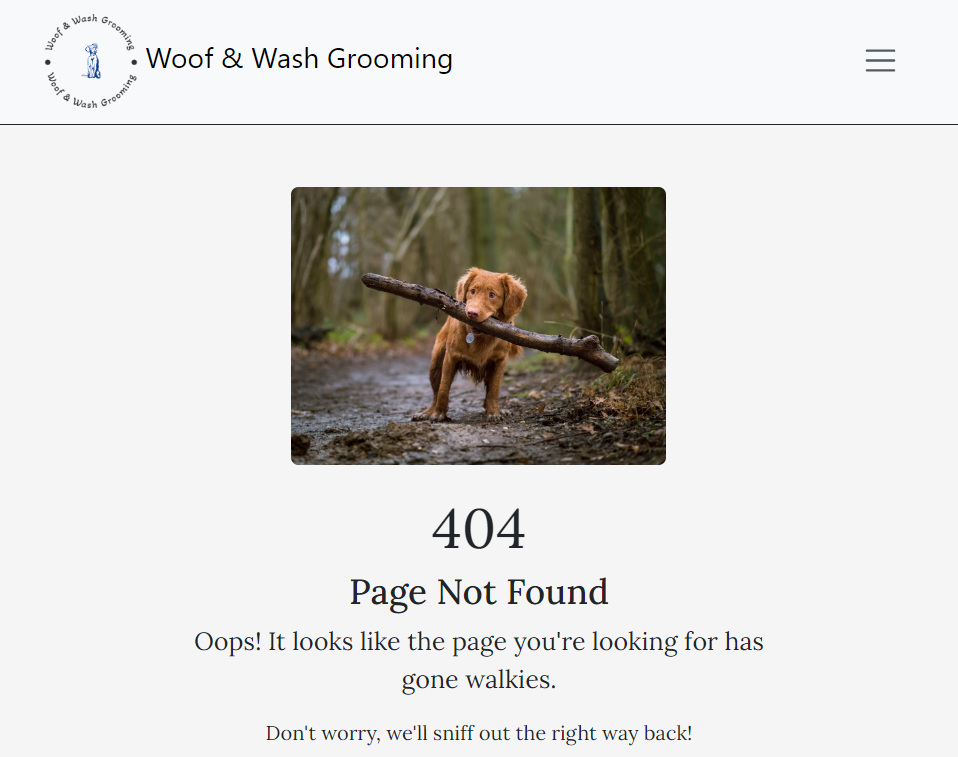 Woof & Wash Grooming
Woof & Wash Grooming
Woof & Wash Grooming
404
Page Not Found
Oops! It looks like the page you're looking for has
gone walkies.
Don't worry, we'll sniff out the right way back!